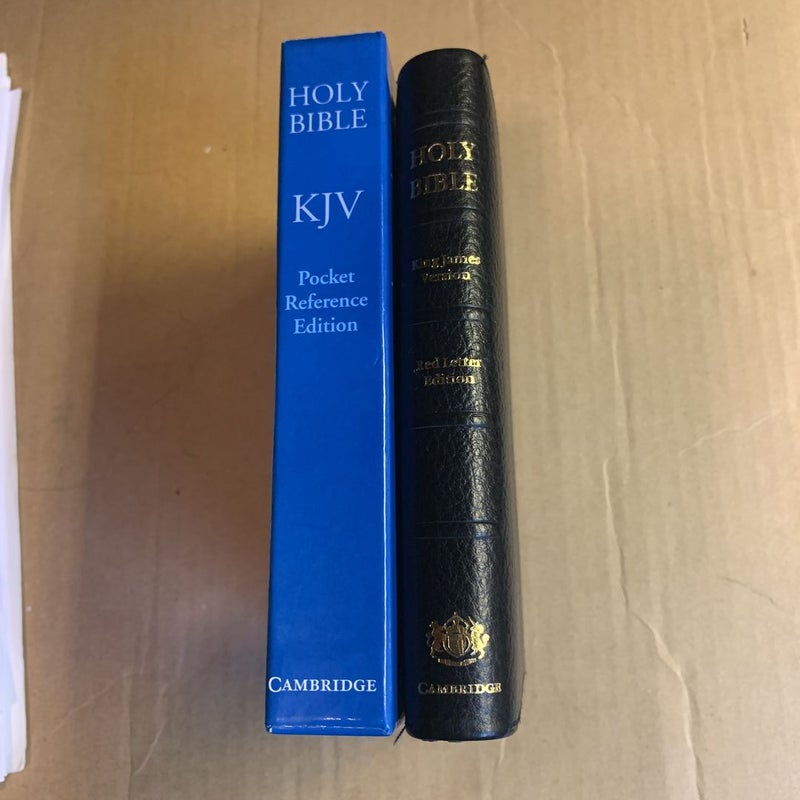 HOLY
BIBLE
KJV
Pocket
Reference
Edition
CAMBRIDGE
HOLY
BIBLE
King James
Version
Red Letter
Edition
CAMBRIDGE